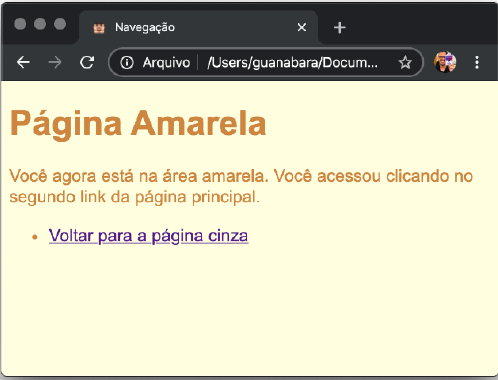 Navegação
Arquivo /Users/guanabara/Docum...
Página Amarela
Você agora está na área amarela. Você acessou clicando no
segundo link da página principal.
Voltar para a página cinza